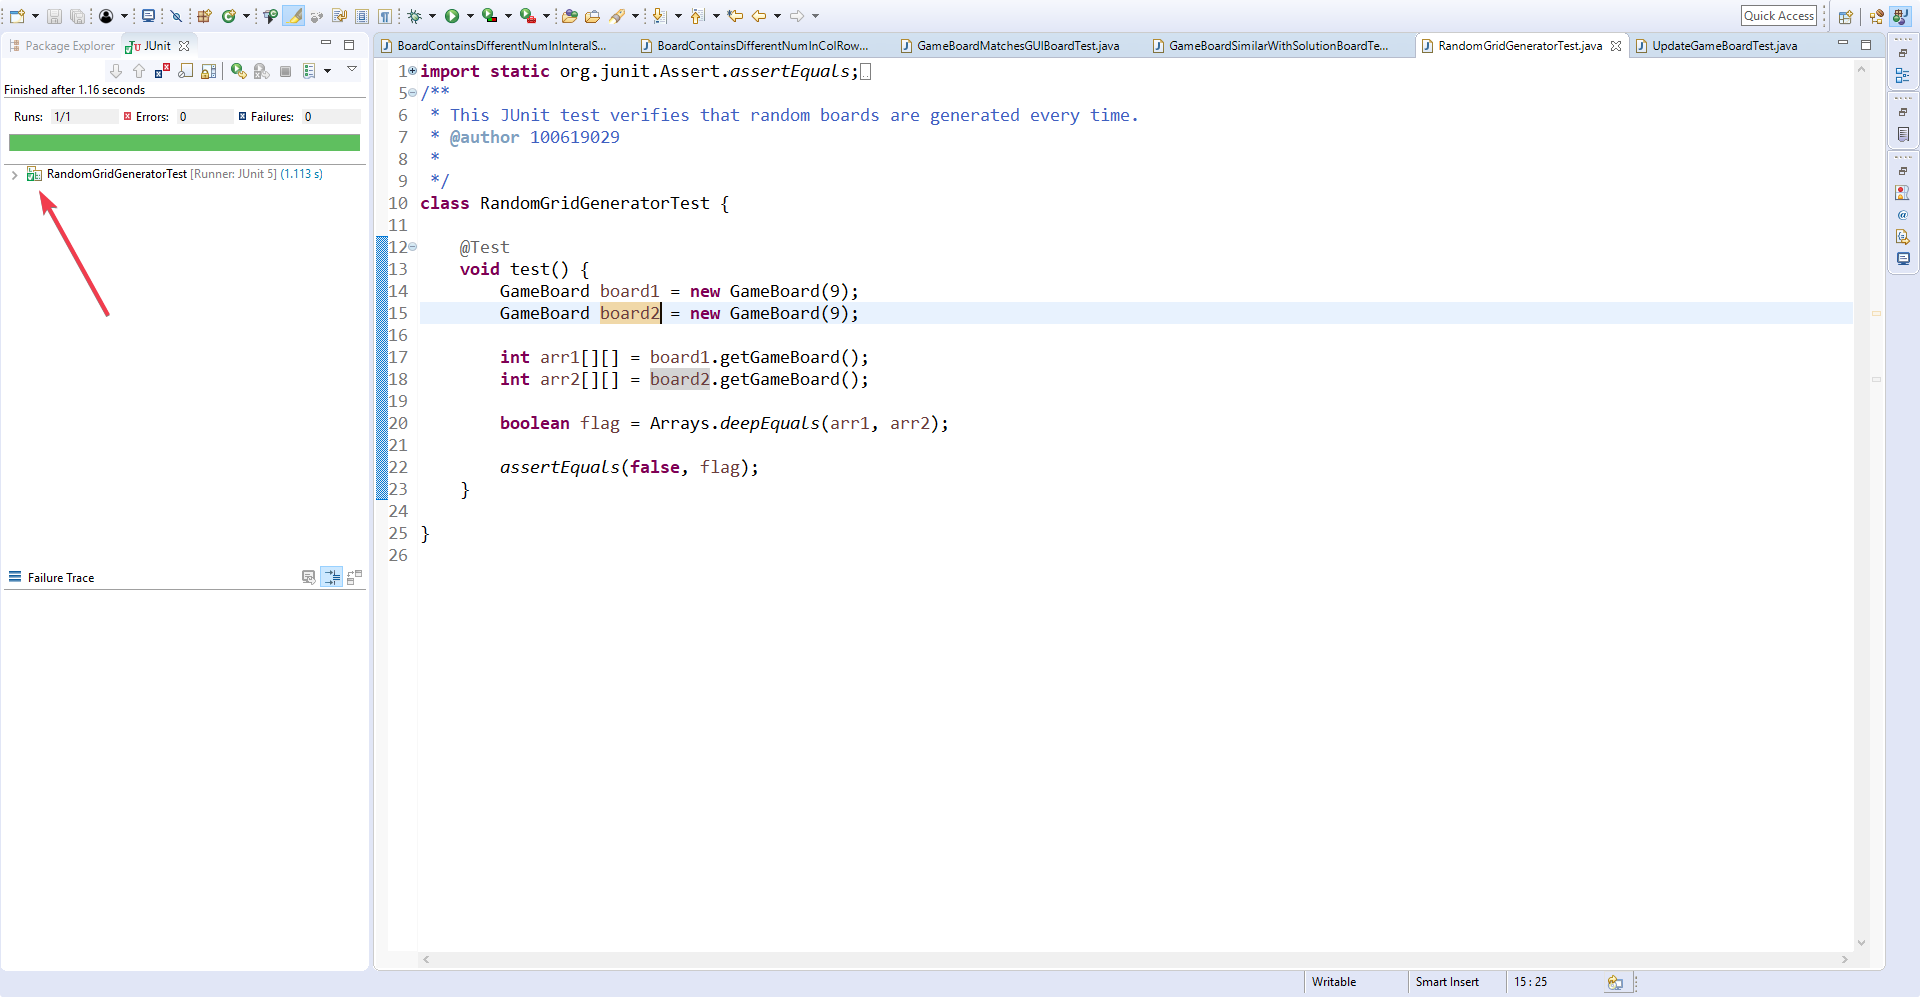 Quick Access
Package Explorer
JUnit
Finished after 1.16 seconds
Runs: 1/1
Errors: 0
Failures: 0
RandomGridGeneratorTest [Runner: JUnit 5] (1.113 s)
Failure Trace
BoardContainsDifferentNumInInteralS...
BoardContainsDifferentNumInColRow...
GameBoardMatchesGUIBoardTest.java
GameBoardSimilarWithSolutionBoardTe...
RandomGridGeneratorTest.java
UpdateGameBoardTest.java
1 import static org.junit.Assert.assertEquals;
5 /**
6 * This JUnit test verifies that random boards are generated every time.
7 * @author 100619029
8 *
9 */
10 class RandomGridGeneratorTest {
11
12 @Test
13 void test() {
14 GameBoard board1 = new GameBoard(9);
15 GameBoard board2 = new GameBoard(9);
16
17 int arr1[][] = board1.getGameBoard();
18 int arr2[][] = board2.getGameBoard();
19
20 boolean flag = Arrays.deepEquals(arr1, arr2);
21
22 assertEquals(false, flag);
23 }
24
25 }
26
Writable
Smart Insert
15 : 25